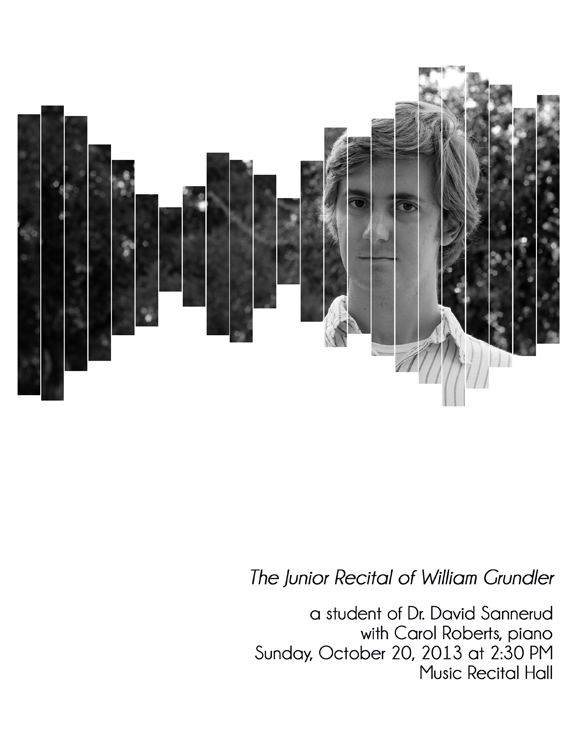 The Junior Recital of William Grundler
a student of Dr. David Sannerud
with Carol Roberts, piano
Sunday, October 20, 2013 at 2:30 PM
Music Recital Hall